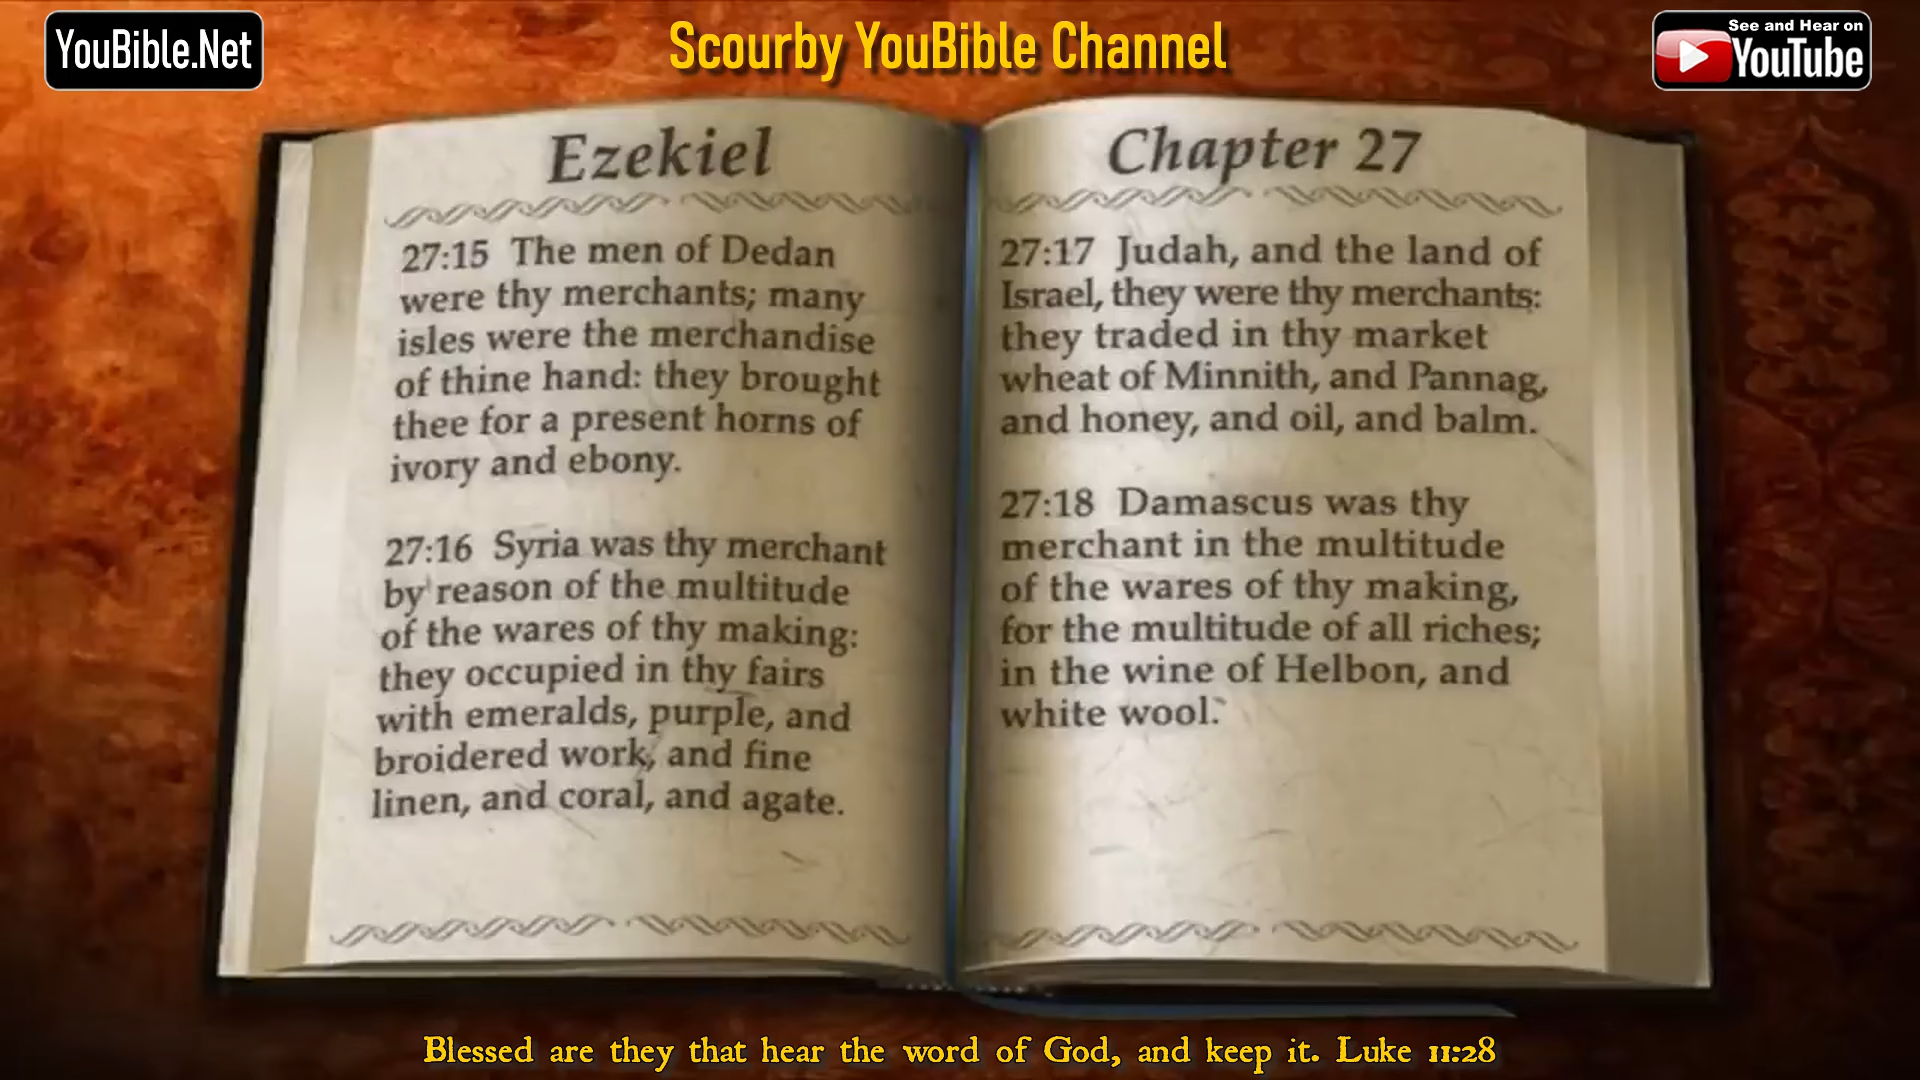 YouBible.Net
Scourby YouBible Channel
See and Hear on
YouTube
Ezekiel
27:15 The men of Dedan
were thy merchants; many
isles were the merchandise
of thine hand: they brought
thee for a present horns of
ivory and ebony.
27:16 Syria was thy merchant
by reason of the multitude
of the wares of thy making:
they occupied in thy fairs
with emeralds, purple, and
broidered work, and fine
linen, and coral, and agate.
Chapter 27
27:17 Judah, and the land of
Israel, they were thy merchants:
they traded in thy market
wheat of Minnith, and Pannag,
and honey, and oil, and balm.
27:18 Damascus was thy
merchant in the multitude
of the wares of thy making,
for the multitude of all riches;
in the wine of Helbon, and
white wool.
Blessed are they that hear the word of God, and keep it. Luke 11:28